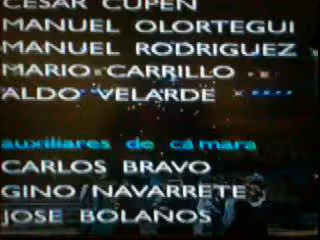 CESAR CUPEN
MANUEL OLORTEGUI
MANUEL RODRIGUEZ
MARIO CARRILLO
ALDO VELARDE
auxiliares de cámara
CARLOS BRAVO
GINO NAVARRETE
JOSE BOLAÑOS